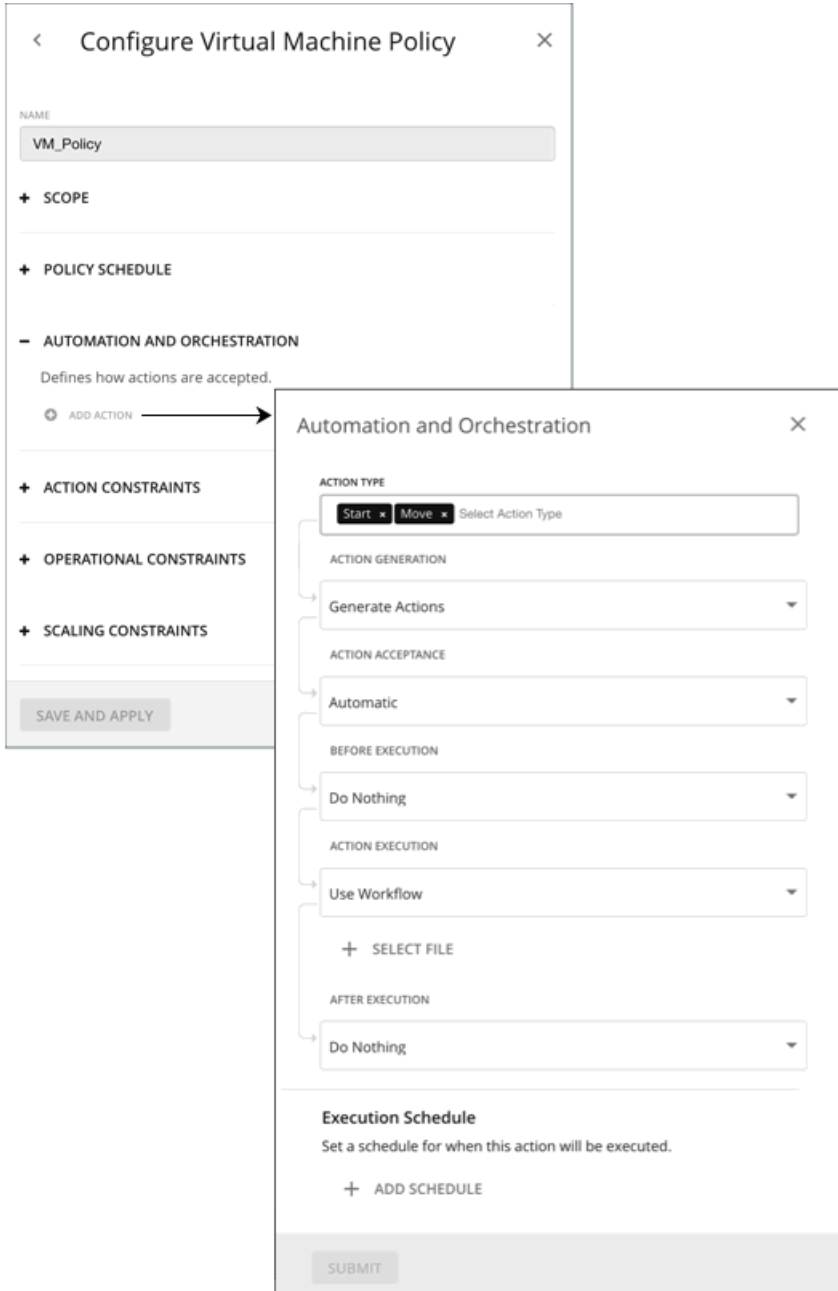 Configure Virtual Machine Policy
NAME
VM_Policy
SCOPE
POLICY SCHEDULE
AUTOMATION AND ORCHESTRATION
Defines how actions are accepted.
ADD ACTION
ACTION CONSTRAINTS
OPERATIONAL CONSTRAINTS
SCALING CONSTRAINTS
SAVE AND APPLY
Automation and Orchestration
ACTION TYPE
Start × Move × Select Action Type
ACTION GENERATION
Generate Actions
ACTION ACCEPTANCE
Automatic
BEFORE EXECUTION
Do Nothing
ACTION EXECUTION
Use Workflow
SELECT FILE
AFTER EXECUTION
Do Nothing
Execution Schedule
Set a schedule for when this action will be executed.
ADD SCHEDULE
SUBMIT